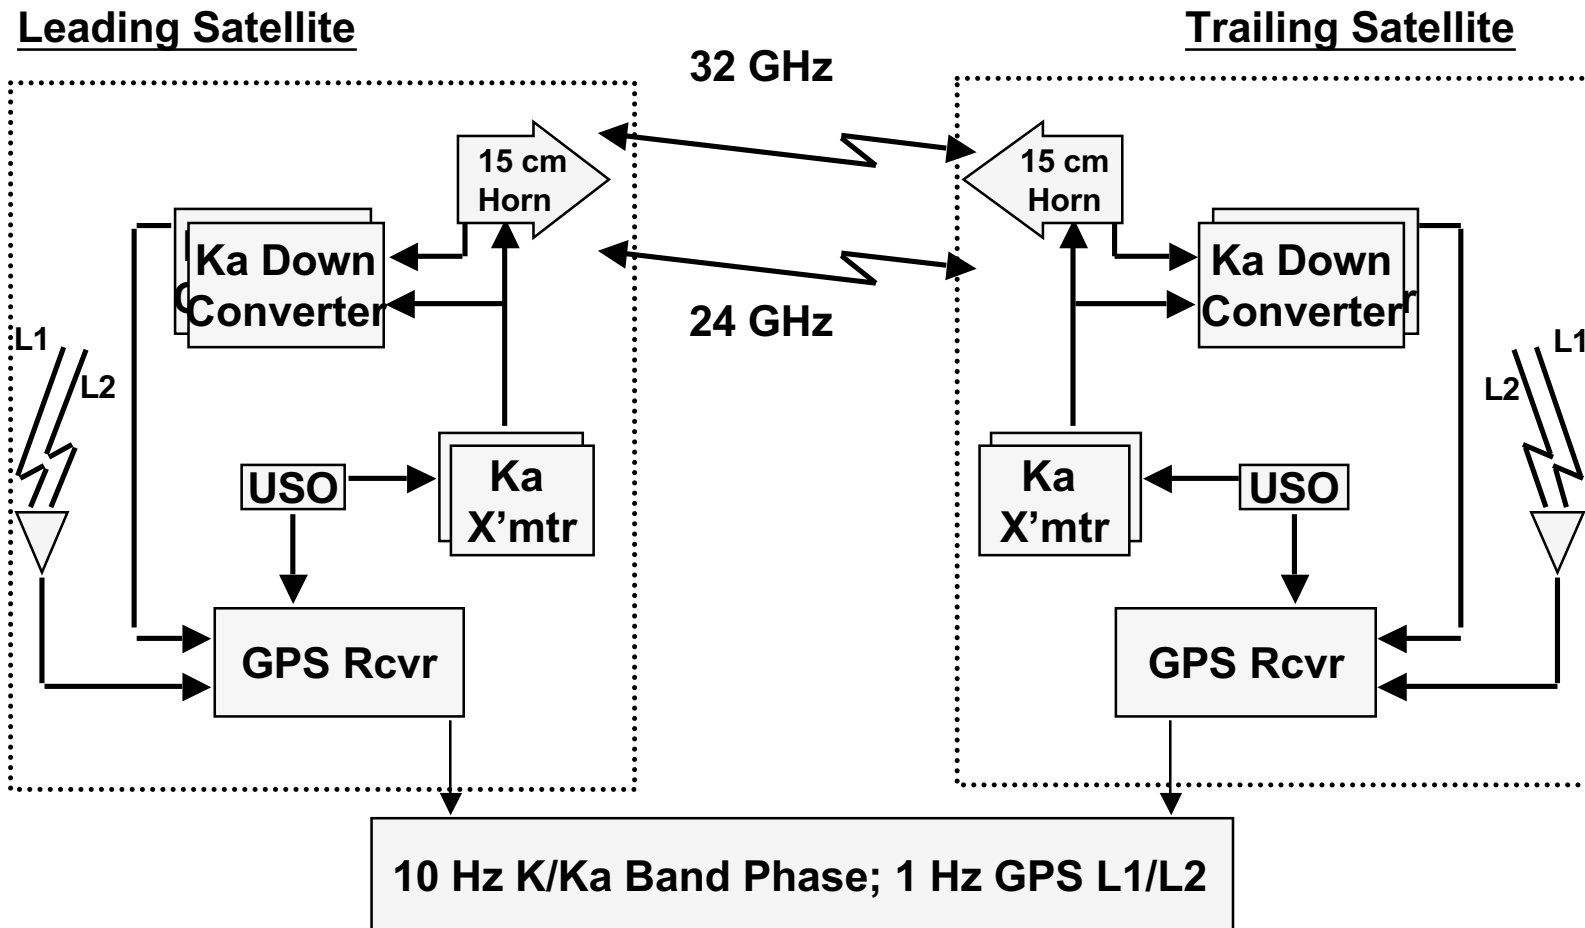 Leading Satellite
Trailing Satellite
32 GHz
15 cm
Horn
15 cm
Horn
Ka Down
Converter
Ka Down
Converter
r
24 GHz
L1
L2
L1
L2
USO
Ka
X’mtr
Ka
X’mtr
USO
GPS Rcvr
GPS Rcvr
10 Hz K/Ka Band Phase; 1 Hz GPS L1/L2